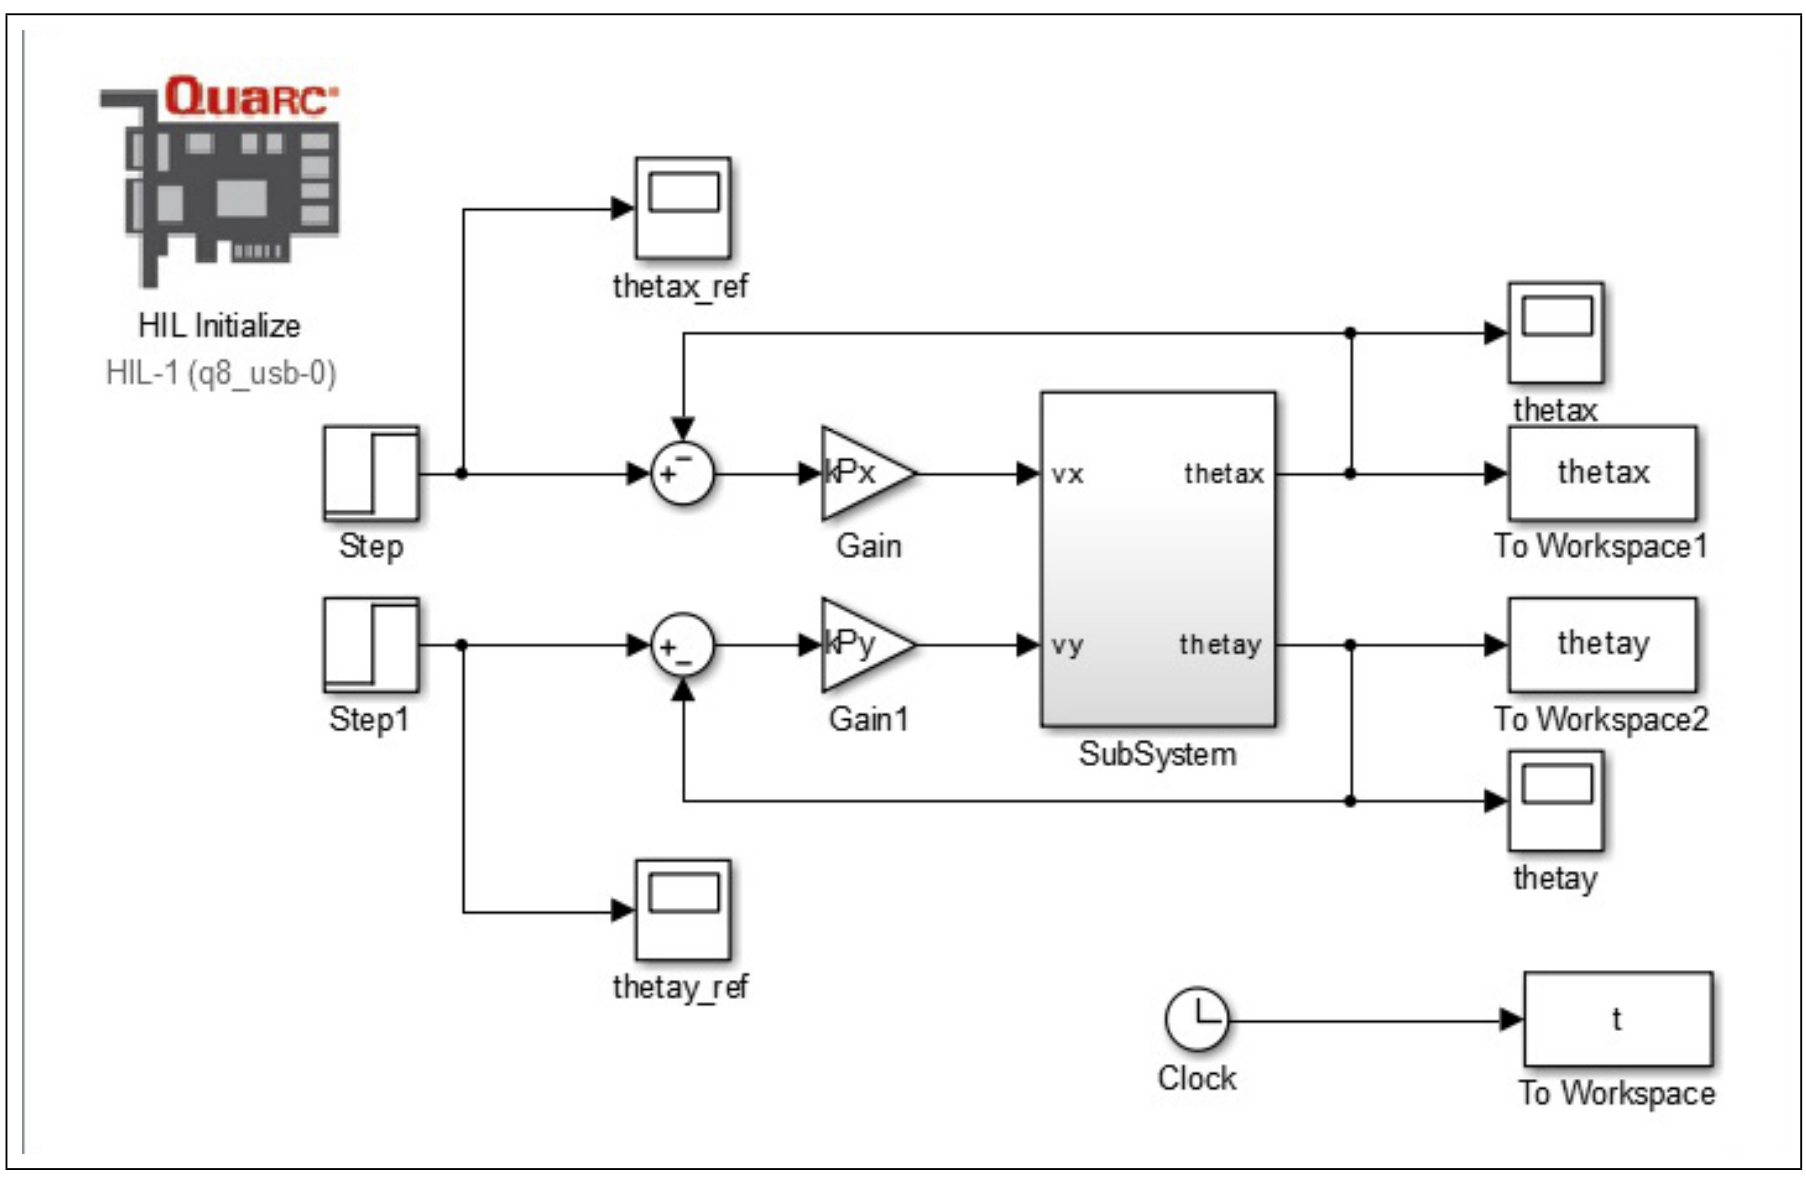 QUARC®
HIL Initialize
HIL-1 (q8_usb-0)
thetax_ref
thetax
Step
+
−
kPx
Gain
vx
thetax
SubSystem
thetax
To Workspace1
Step1
+
−
kPy
Gain1
vy
thetay
thetay
To Workspace2
thetay
thetay_ref
Clock
t
To Workspace